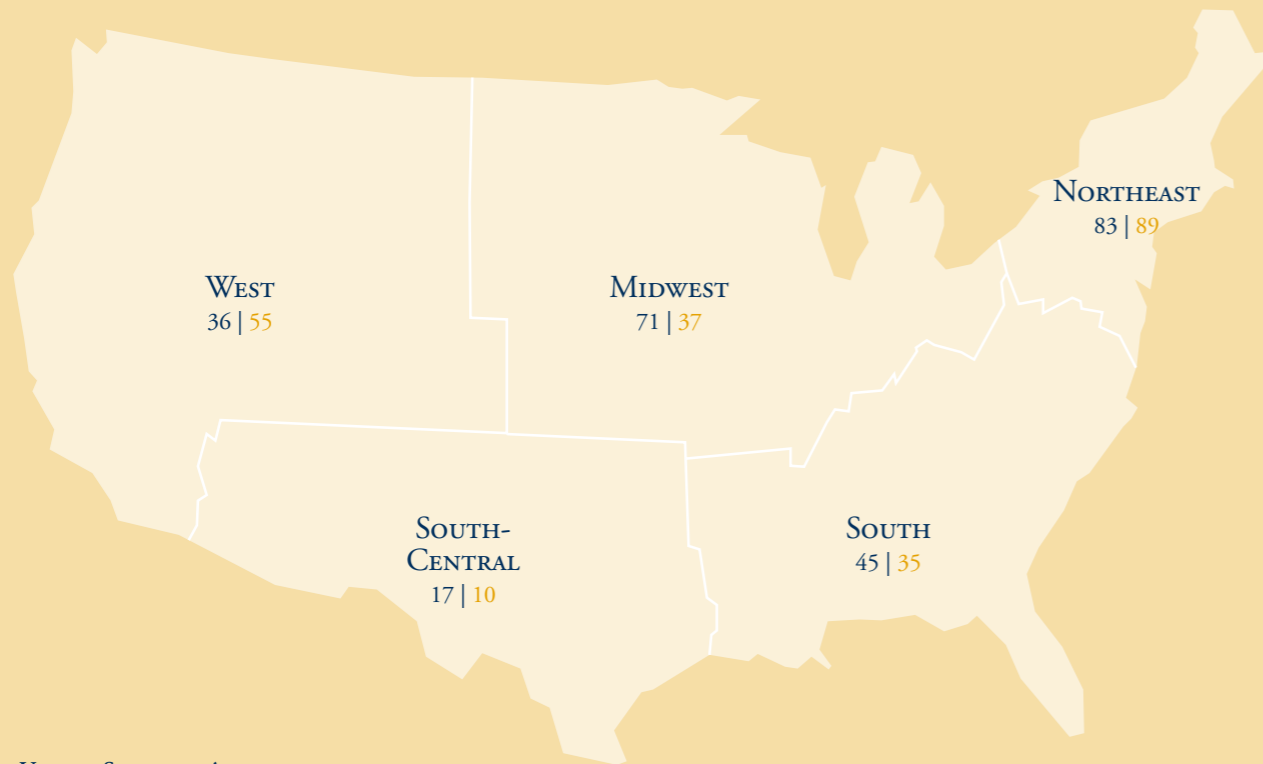 Northeast
83 | 89
West
36 | 55
Midwest
71 | 37
South-
Central
17 | 10
South
45 | 35